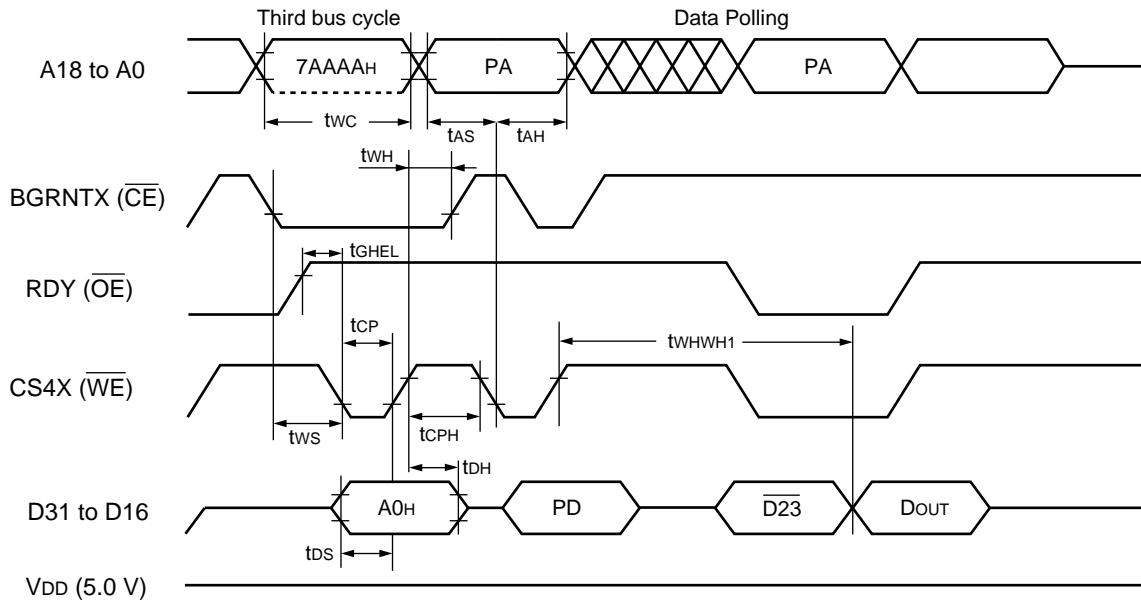 Third bus cycle Data Polling
A18 to A0 7AAAAH PA PA
tWC tAS tAH
tWH
BGRNTX (CE)
tGHEL
RDY (OE)
tCP tWHWH1
CS4X (WE)
tWS tCPH
tDH
D31 to D16 A0H PD D23 DOUT
tDS
VDD (5.0 V)